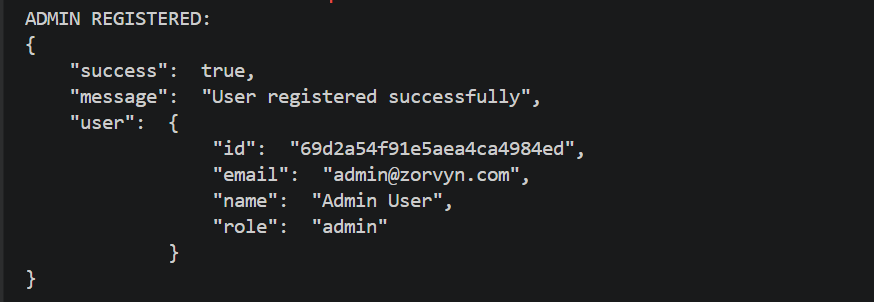 ADMIN REGISTERED:
{
    "success":  true,
    "message":  "User registered successfully",
    "user":  {
                 "id":  "69d2a54f91e5aea4ca4984ed",
                 "email":  "admin@zorvyn.com",
                 "name":  "Admin User",
                 "role":  "admin"
             }
}